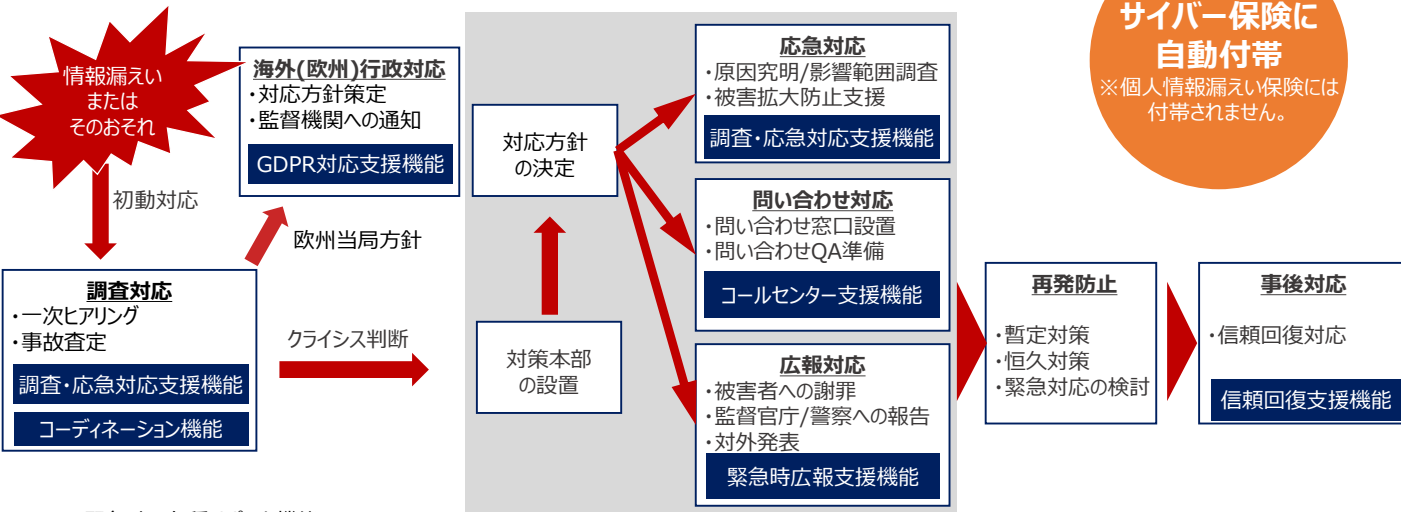 サイバー保険に
自動付帯
※個人情報漏えい保険には
付帯されません。
情報漏えい
または
そのおそれ
初動対応
海外(欧州)行政対応
・対応方針策定
・監督機関への通知
GDPR対応支援機能
欧州当局方針
調査対応
・一次ヒアリング
・事故査定
調査・応急対応支援機能
コーディネーション機能
クライシス判断
対策本部
の設置
対応方針
の決定
応急対応
・原因究明/影響範囲調査
・被害拡大防止支援
調査・応急対応支援機能
問い合わせ対応
・問い合わせ窓口設置
・問い合わせQA準備
コールセンター支援機能
広報対応
・被害者への謝罪
・監督官庁/警察への報告
・対外発表
緊急時広報支援機能
再発防止
・暫定対策
・恒久対策
・緊急対応の検討
事後対応
・信頼回復対応
信頼回復支援機能